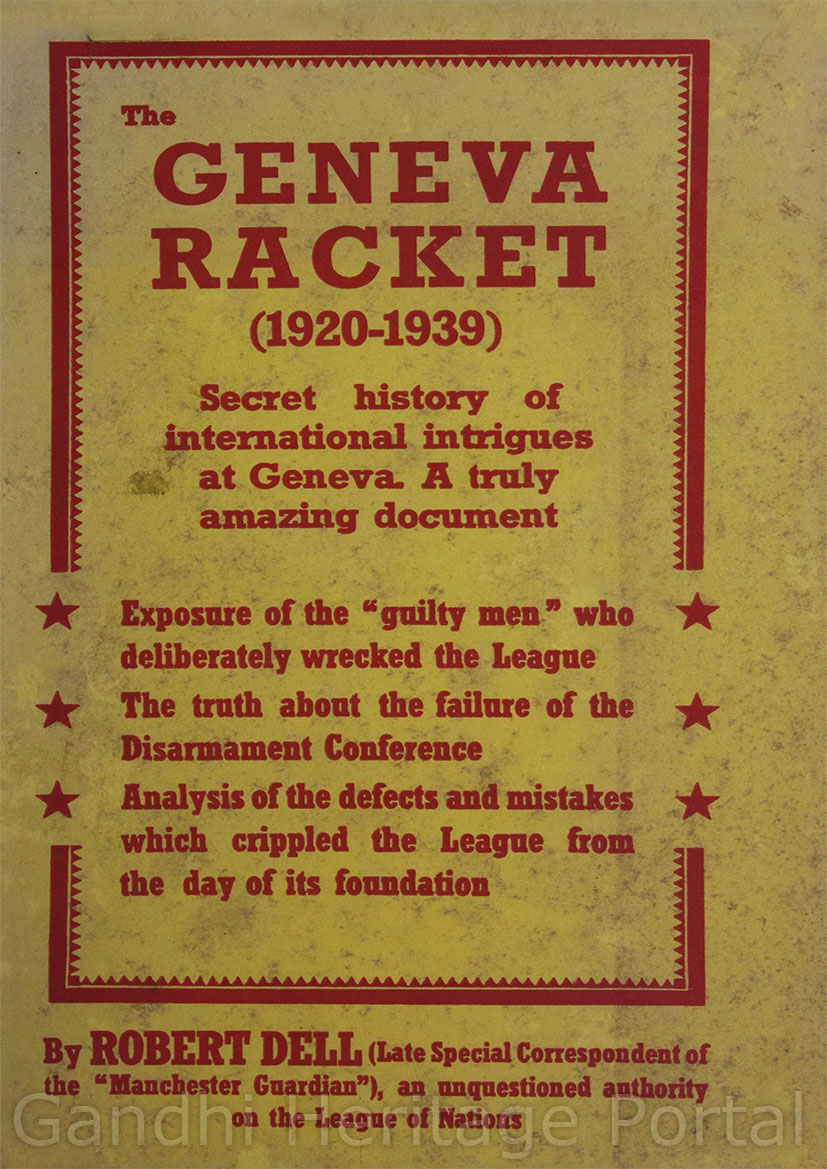 The
GENEVA
RACKET
(1920-1939)
Secret history of
international intrigues
at Geneva. A truly
amazing document
Exposure of the “guilty men” who
deliberately wrecked the League
The truth about the failure of the
Disarmament Conference
Analysis of the defects and mistakes
which crippled the League from
the day of its foundation
By ROBERT DELL (Late Special Correspondent of
the “Manchester Guardian”), an unquestioned authority
on the League of Nations
Gandhi Heritage Portal